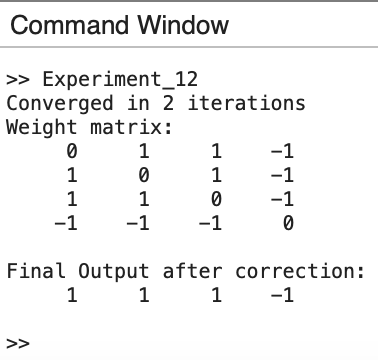 Command Window
>> Experiment_12
Converged in 2 iterations
Weight matrix:
0 1 1 -1
1 0 1 -1
1 1 0 -1
-1 -1 -1 0
Final Output after correction:
1 1 1 -1
>>